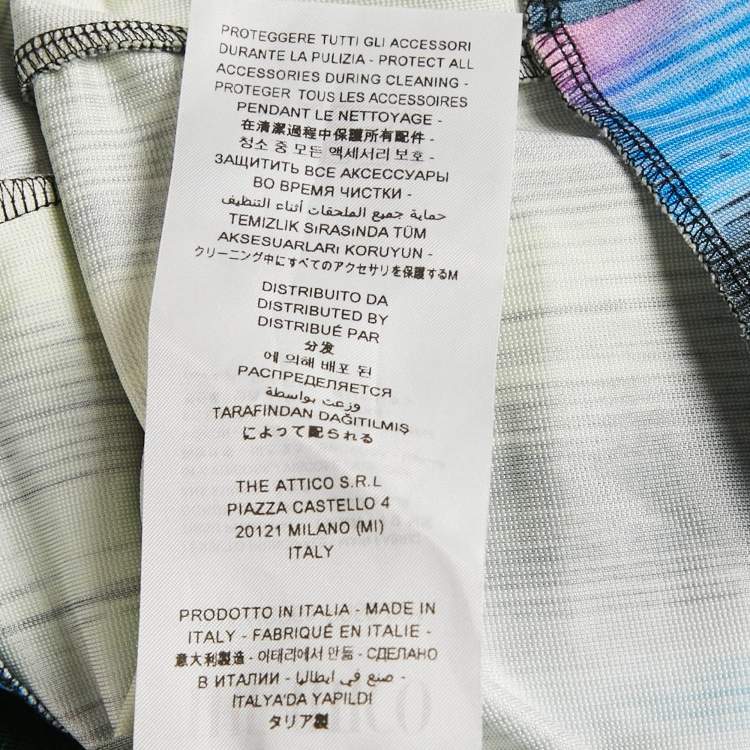 PROTEGGERE TUTTI GLI ACCESSORI
DURANTE LA PULIZIA - PROTECT ALL
ACCESSORIES DURING CLEANING -
PROTEGER TOUS LES ACCESSOIRES
PENDANT LE NETTOYAGE -
在清潔過程中保護所有配件 -
청소 중 모든 액세서리 보호 -
ЗАЩИТИТЬ ВСЕ АКСЕССУАРЫ
ВО ВРЕМЯ ЧИСТКИ -
حماية جميع الملحقات أثناء التنظيف
TEMIZLIK SıRASıNDA TÜM
AKSESUARLARı KORUYUN -
クリーニング中にすべてのアクセサリを保護するM
DISTRIBUITO DA
DISTRIBUTED BY
DISTRIBUÉ PAR
分发
에 의해 배포 된
РАСПРЕДЕЛЯЕТСЯ
وزعت بواسطة
TARAFINDAN DAĞITILMIŞ
によって配られる
THE ATTICO S.R.L
PIAZZA CASTELLO 4
20121 MILANO (MI)
ITALY
PRODOTTO IN ITALIA - MADE IN
ITALY - FABRIQUÉ EN ITALIE -
意大利製造 - 이태리에서 만듦 - СДЕЛАНО
В ИТАЛИИ - صنع في ايطاليا -
ITALYA'DA YAPILDI
タリア製